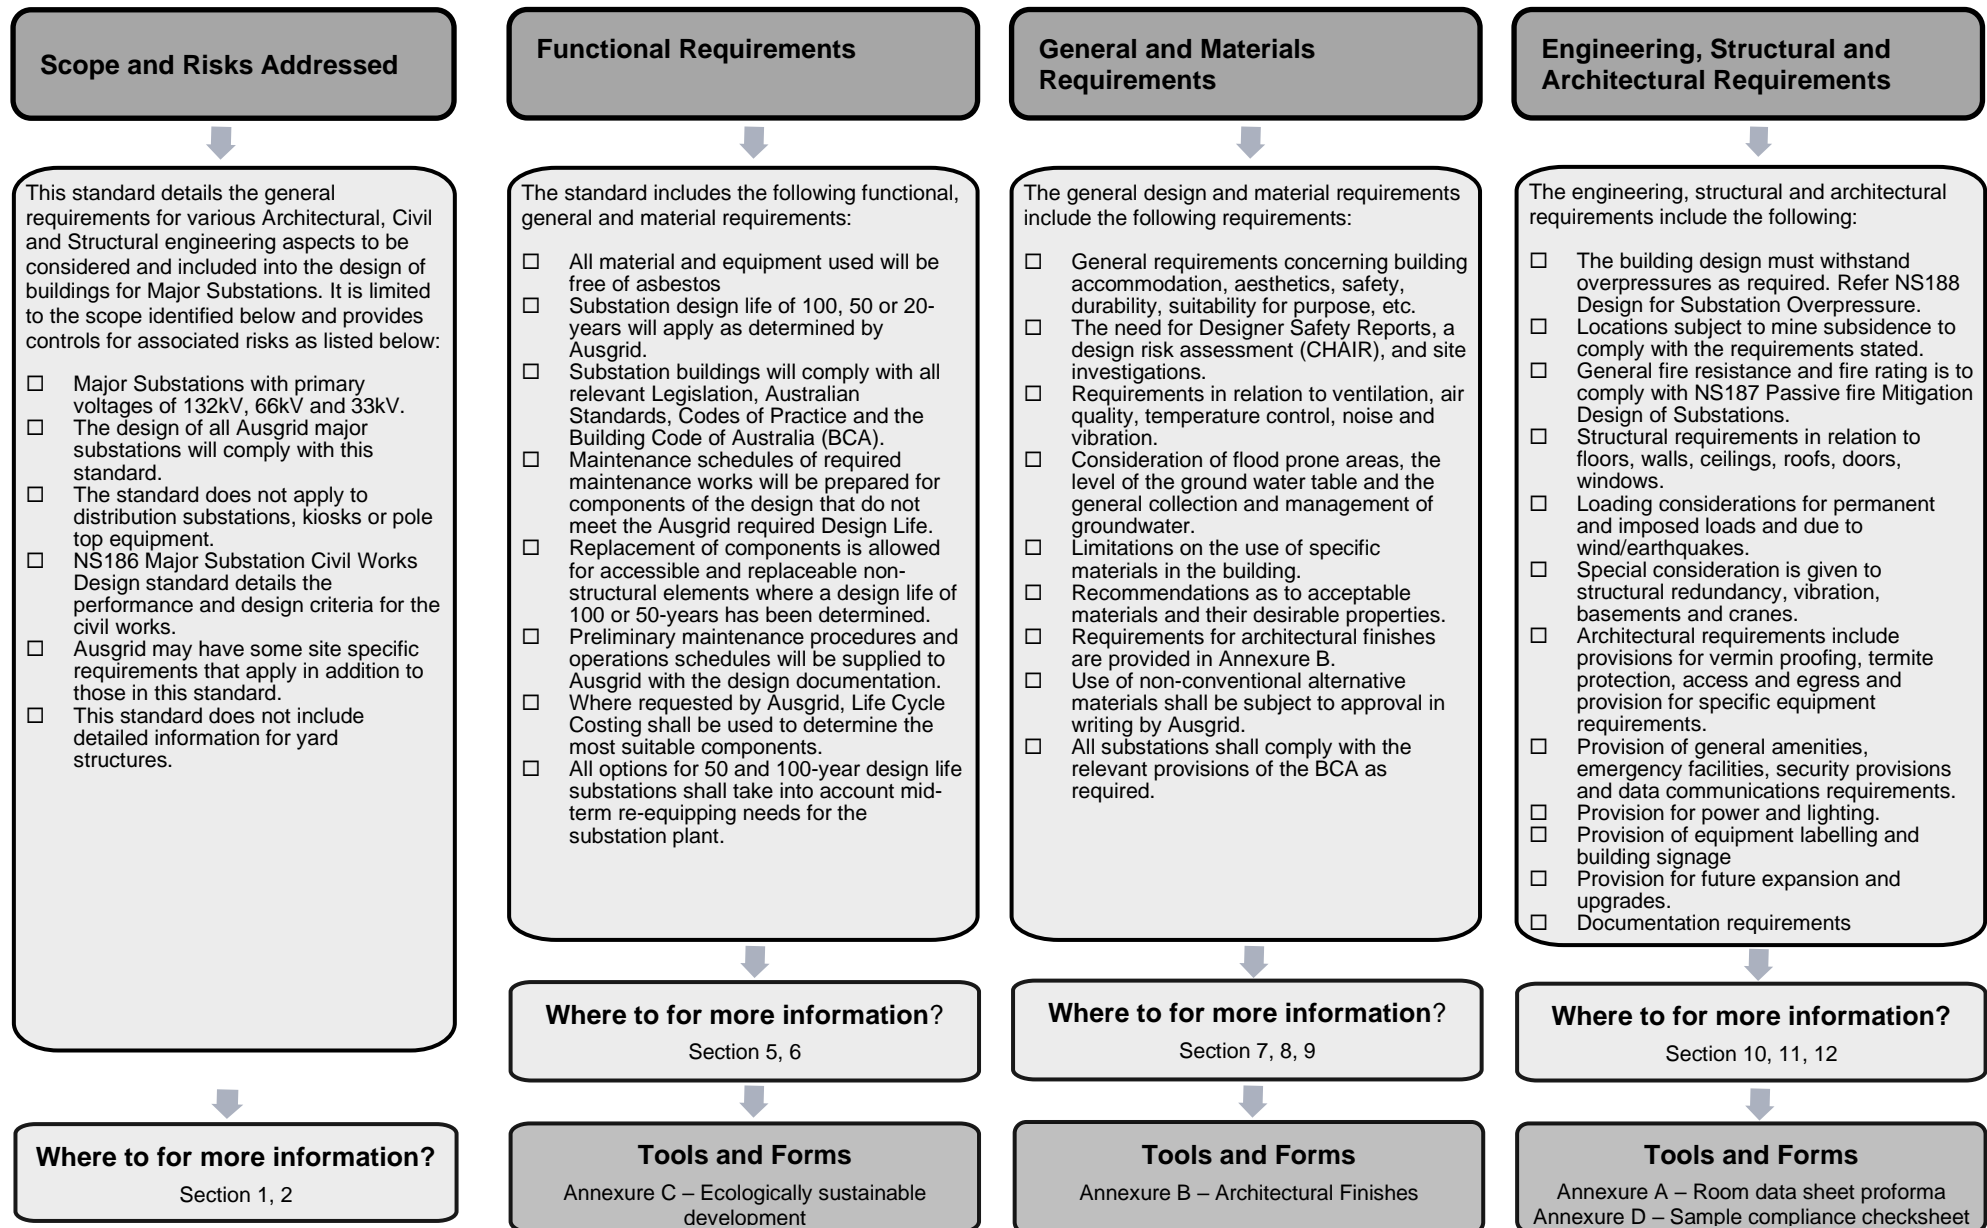 Scope and Risks Addressed
This standard details the general
requirements for various Architectural, Civil
and Structural engineering aspects to be
considered and included into the design of
buildings for Major Substations. It is limited
to the scope identified below and provides
controls for associated risks as listed below:
☐ Major Substations with primary
voltages of 132kV, 66kV and 33kV.
☐ The design of all Ausgrid major
substations will comply with this
standard.
☐ The standard does not apply to
distribution substations, kiosks or pole
top equipment.
☐ NS186 Major Substation Civil Works
Design standard details the
performance and design criteria for the
civil works.
☐ Ausgrid may have some site specific
requirements that apply in addition to
those in this standard.
☐ This standard does not include
detailed information for yard
structures.
Where to for more information?
Section 1, 2
Functional Requirements
The standard includes the following functional,
general and material requirements:
☐ All material and equipment used will be
free of asbestos
☐ Substation design life of 100, 50 or 20-
years will apply as determined by
Ausgrid.
☐ Substation buildings will comply with all
relevant Legislation, Australian
Standards, Codes of Practice and the
Building Code of Australia (BCA).
☐ Maintenance schedules of required
maintenance works will be prepared for
components of the design that do not
meet the Ausgrid required Design Life.
☐ Replacement of components is allowed
for accessible and replaceable non-
structural elements where a design life of
100 or 50-years has been determined.
☐ Preliminary maintenance procedures and
operations schedules will be supplied to
Ausgrid with the design documentation.
☐ Where requested by Ausgrid, Life Cycle
Costing shall be used to determine the
most suitable components.
☐ All options for 50 and 100-year design life
substations shall take into account mid-
term re-equipping needs for the
substation plant.
Where to for more information?
Section 5, 6
Tools and Forms
Annexure C – Ecologically sustainable
development
General and Materials
Requirements
The general design and material requirements
include the following requirements:
☐ General requirements concerning building
accommodation, aesthetics, safety,
durability, suitability for purpose, etc.
☐ The need for Designer Safety Reports, a
design risk assessment (CHAIR), and site
investigations.
☐ Requirements in relation to ventilation, air
quality, temperature control, noise and
vibration.
☐ Consideration of flood prone areas, the
level of the ground water table and the
general collection and management of
groundwater.
☐ Limitations on the use of specific
materials in the building.
☐ Recommendations as to acceptable
materials and their desirable properties.
☐ Requirements for architectural finishes
are provided in Annexure B.
☐ Use of non-conventional alternative
materials shall be subject to approval in
writing by Ausgrid.
☐ All substations shall comply with the
relevant provisions of the BCA as
required.
Where to for more information?
Section 7, 8, 9
Tools and Forms
Annexure B – Architectural Finishes
Engineering, Structural and
Architectural Requirements
The engineering, structural and architectural
requirements include the following:
☐ The building design must withstand
overpressures as required. Refer NS188
Design for Substation Overpressure.
☐ Locations subject to mine subsidence to
comply with the requirements stated.
☐ General fire resistance and fire rating is to
comply with NS187 Passive fire Mitigation
Design of Substations.
☐ Structural requirements in relation to
floors, walls, ceilings, roofs, doors,
windows.
☐ Loading considerations for permanent
and imposed loads and due to
wind/earthquakes.
☐ Special consideration is given to
structural redundancy, vibration,
basements and cranes.
☐ Architectural requirements include
provisions for vermin proofing, termite
protection, access and egress and
provision for specific equipment
requirements.
☐ Provision of general amenities,
emergency facilities, security provisions
and data communications requirements.
☐ Provision for power and lighting.
☐ Provision of equipment labelling and
building signage
☐ Provision for future expansion and
upgrades.
☐ Documentation requirements
Where to for more information?
Section 10, 11, 12
Tools and Forms
Annexure A – Room data sheet proforma
Annexure D – Sample compliance checksheet